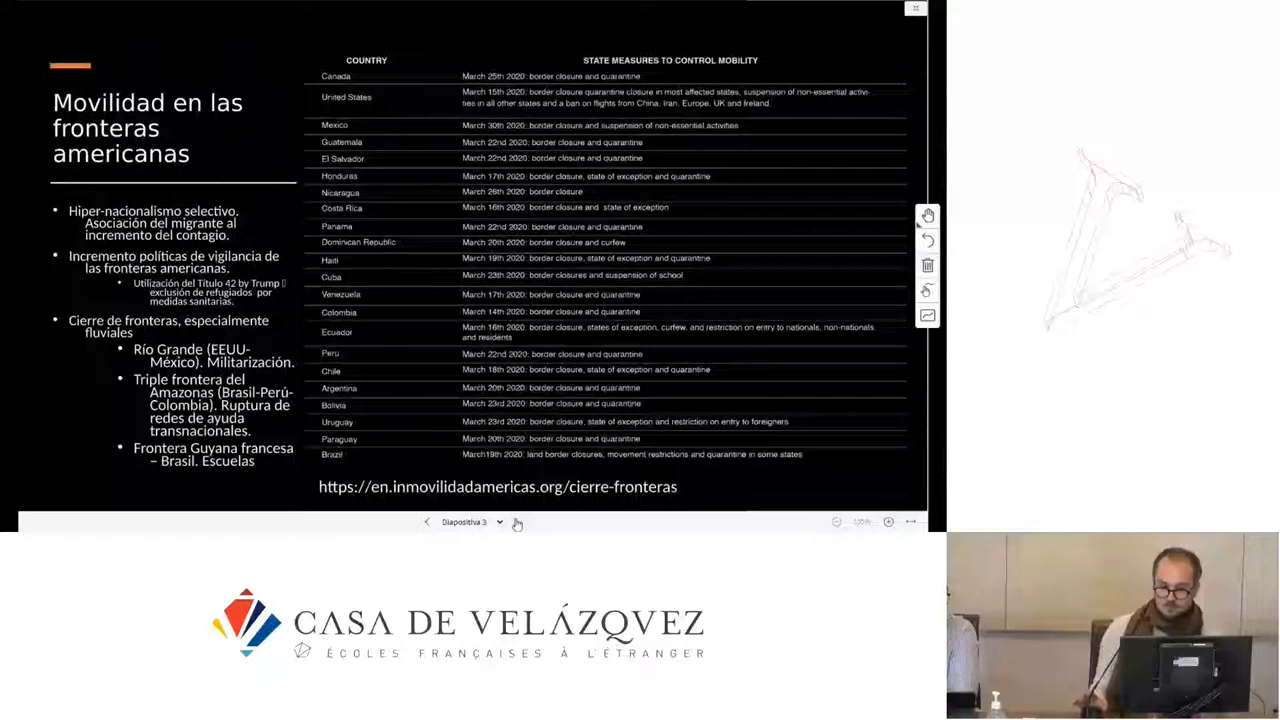 Movilidad en las
fronteras
americanas
• Hiper-nacionalismo selectivo.
Asociación del migrante al
incremento del contagio.
• Incremento políticas de vigilancia de
las fronteras americanas.
• Utilización del Título 42 by Trump
exclusión de refugiados por
medidas sanitarias.
• Cierre de fronteras, especialmente
fluviales
• Río Grande (EEUU-
México). Militarización.
• Triple frontera del
Amazonas (Brasil-Perú-
Colombia). Ruptura de
redes de ayuda
transnacionales.
• Frontera Guyana francesa
– Brasil. Escuelas
COUNTRY STATE MEASURES TO CONTROL MOBILITY
Canada March 25th 2020: border closure and quarantine
United States March 15th 2020: border closure quarantine closure in most affected states, suspension of non-essential activi-
ties in all other states and a ban on flights from China, Iran, Europe, UK and Ireland.
Mexico March 30th 2020: border closure and suspension of non-essential activities
Guatemala March 22nd 2020: border closure and quarantine
El Salvador March 22nd 2020: border closure and quarantine
Honduras March 17th 2020: border closure, state of exception and quarantine
Nicaragua March 26th 2020: border closure
Costa Rica March 16th 2020: border closure and state of exception
Panama March 22nd 2020: border closure and quarantine
Dominican Republic March 20th 2020: border closure and curfew
Haiti March 19th 2020: border closure, state of exception and quarantine
Cuba March 23th 2020: border closures and suspension of school
Venezuela March 17th 2020: border closure and quarantine
Colombia March 14th 2020: border closure and quarantine
Ecuador March 16th 2020: border closure, states of exception, curfew, and restriction on entry to nationals, non-nationals,
and residents
Peru March 22nd 2020: border closure and quarantine
Chile March 18th 2020: border closure, state of exception and quarantine
Argentina March 20th 2020: border closure and quarantine
Bolivia March 23rd 2020: border closure and quarantine
Uruguay March 23rd 2020: border closure, state of exception and restriction on entry to foreigners
Paraguay March 20th 2020: border closure and quarantine
Brazil March19th 2020: land border closures, movement restrictions and quarantine in some states
https://en.inmovilidadamericas.org/cierre-fronteras
Diapositiva 3
CASA DE VELÁZQVEZ
ÉCOLES FRANÇAISES À L'ÉTRANGER